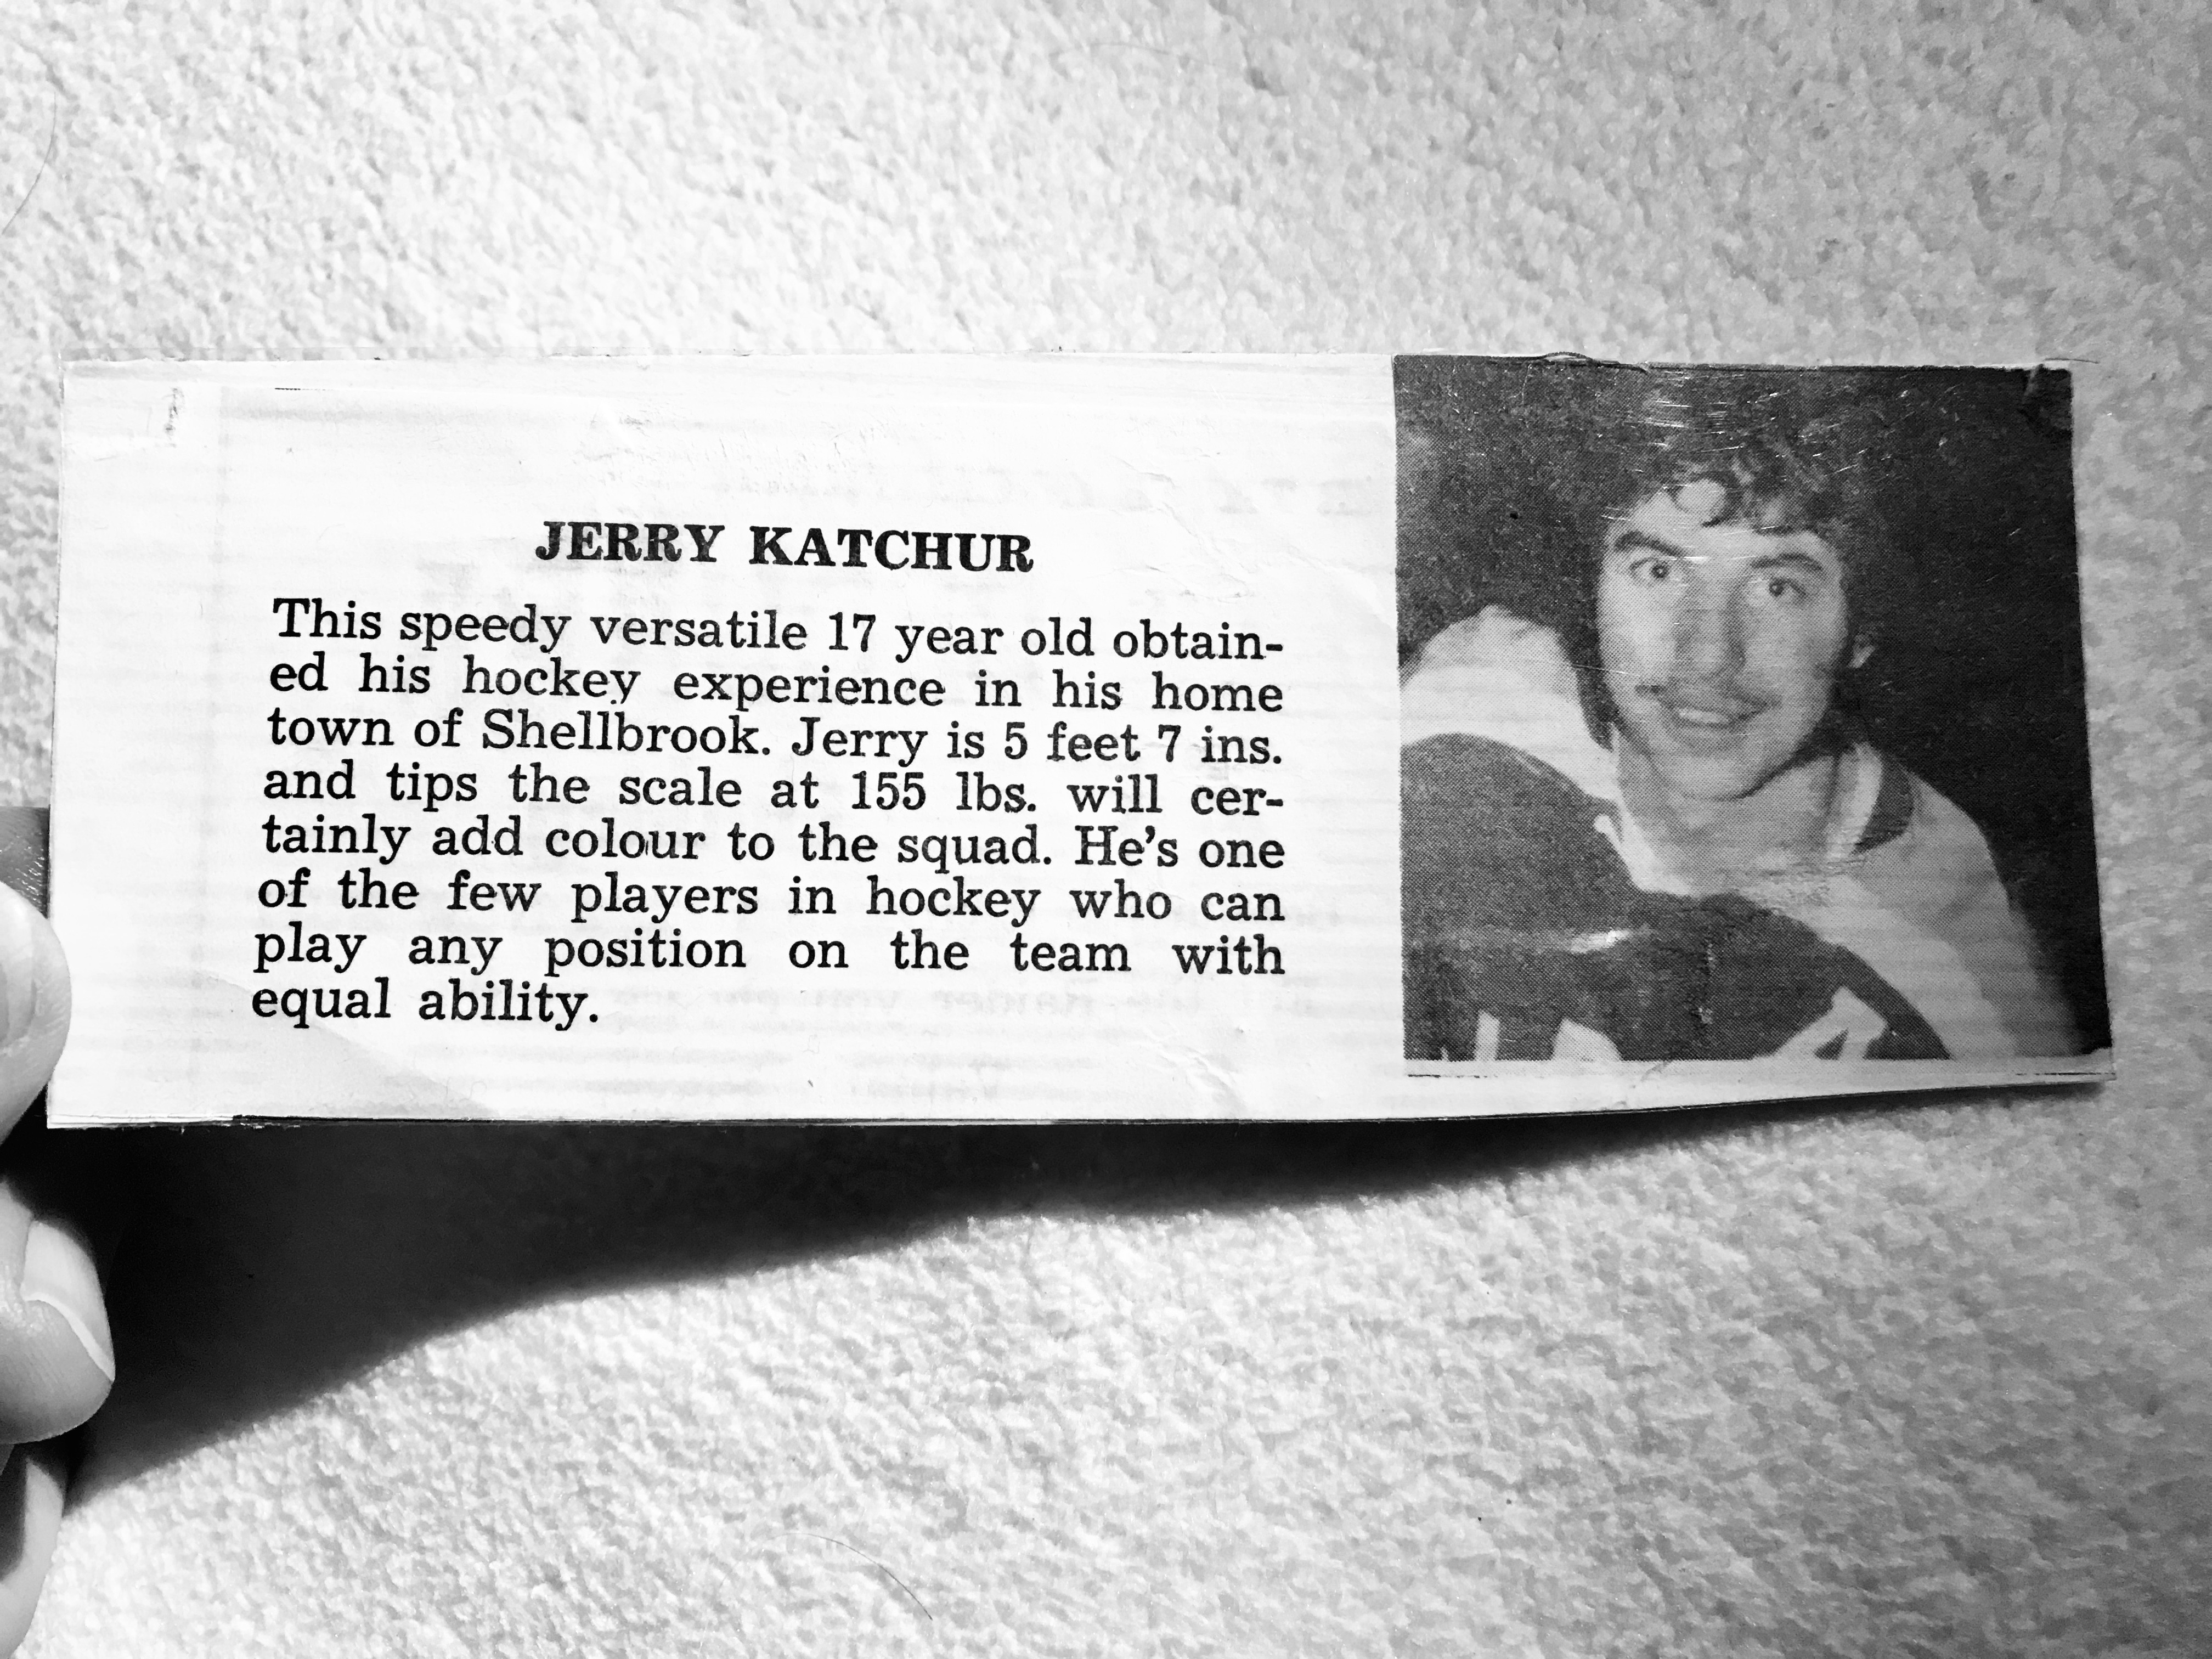 JERRY KATCHUR
This speedy versatile 17 year old obtain-
ed his hockey experience in his home
town of Shellbrook. Jerry is 5 feet 7 ins.
and tips the scale at 155 lbs. will cer-
tainly add colour to the squad. He's one
of the few players in hockey who can
play any position on the team with
equal ability.